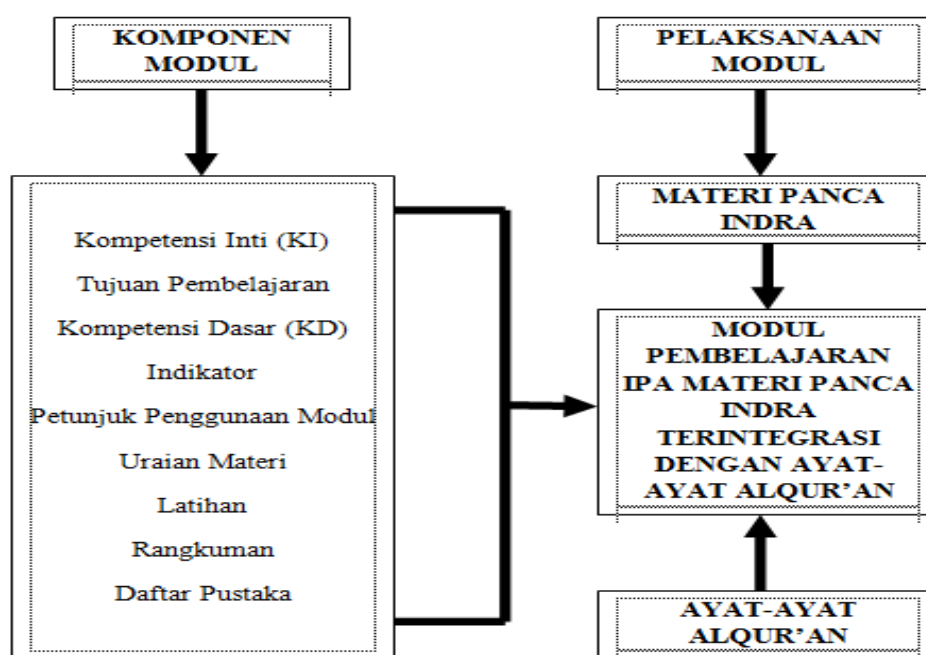 KOMPONEN
MODUL
Kompetensi Inti (KI)
Tujuan Pembelajaran
Kompetensi Dasar (KD)
Indikator
Petunjuk Penggunaan Modul
Uraian Materi
Latihan
Rangkuman
Daftar Pustaka
PELAKSANAAN
MODUL
MATERI PANCA
INDRA
MODUL
PEMBELAJARAN
IPA MATERI PANCA
INDRA
TERINTEGRASI
DENGAN AYAT-
AYAT ALQUR’AN
AYAT-AYAT
ALQUR’AN